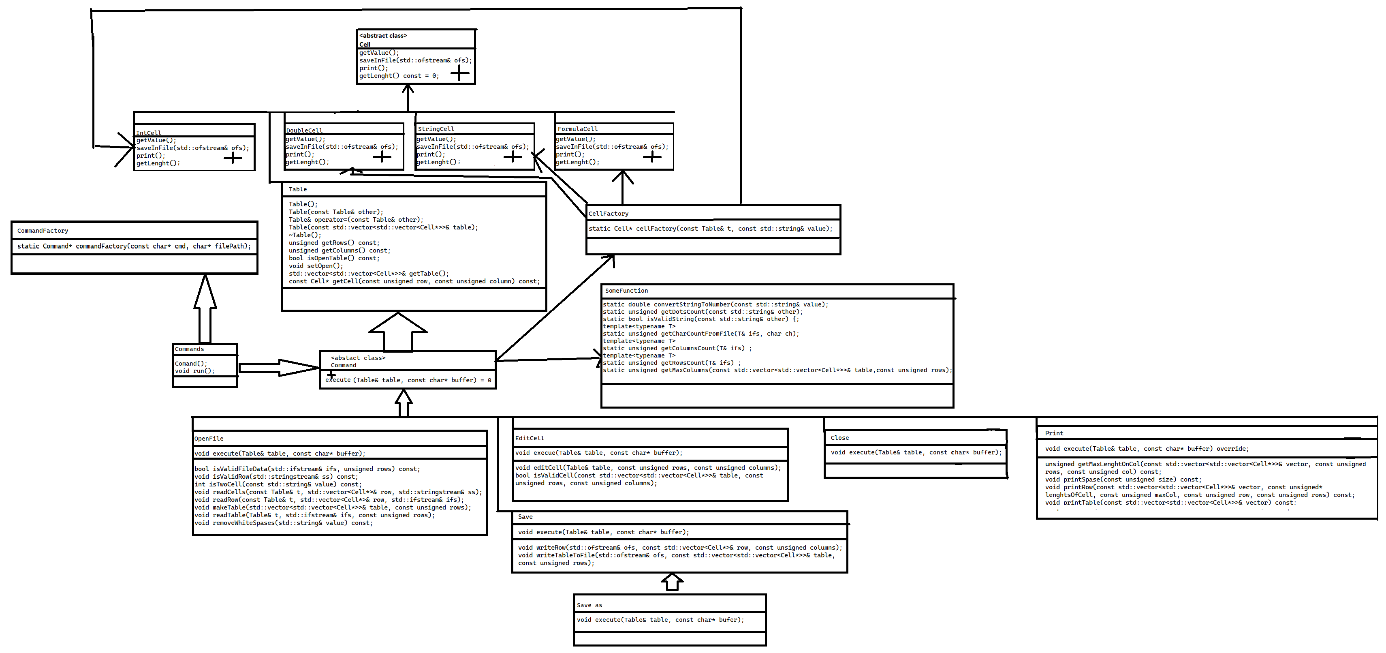 <abstract class>
Cell
getValue();
saveInFile(std::ofstream& ofs);
print();
getLenght() const = 0;
IntCell
getValue();
saveInFile(std::ofstream& ofs);
print();
getLenght();
DoubleCell
getValue();
saveInFile(std::ofstream& ofs);
print();
getLenght();
StringCell
getValue();
saveInFile(std::ofstream& ofs);
print();
getLenght();
FormulaCell
getValue();
saveInFile(std::ofstream& ofs);
print();
getLenght();
Table
Table();
Table(const Table& other);
Table& operator=(const Table& other);
Table(const std::vector<std::vector<Cell*>>& table);
~Table();
unsigned getRows() const;
unsigned getColumns() const;
bool isOpenTable() const;
void setOpen();
std::vector<std::vector<Cell*>>& getTable();
const Cell* getCell(const unsigned row, const unsigned column) const;
CellFactory
static Cell* cellFactory(const Table& t, const std::string& value);
CommandFactory
static Command* commandFactory(const char* cmd, char* filePath);
SomeFunction
static double convertStringToNumber(const std::string& value);
static unsigned getDotsCount(const std::string& other);
static bool isValidString(const std::string& other) {;
template<typename T>
static unsigned getCharCountFromFile(T& ifs, char ch);
template<typename T>
static unsigned getColumnsCount(T& ifs) ;
template<typename T>
static unsigned getRowsCount(T& ifs) ;
static unsigned getMaxColumns(const std::vector<std::vector<Cell*>>& table,const unsigned rows);
Commands
Comand();
void run();
<abstact class>
Command
execute(Table& table, const char* buffer) = 0
OpenFile
void execute(Table& table, const char* buffer);
bool isValidFileData(std::ifstream& ifs, unsigned rows) const;
void isValidRow(std::stringstream& ss) const;
int isTwoCell(const std::string& value) const;
void readCells(const Table& t, std::vector<Cell*>& row, std::stringstream& ss);
void readRow(const Table& t, std::vector<Cell*>& row, std::ifstream& ifs);
void makeTable(std::vector<std::vector<Cell*>>& table, const unsigned rows);
void readTable(Table& t, std::ifstream& ifs, const unsigned rows);
void removeWhiteSpases(std::string& value) const;
EditCell
void execue(Table& table, const char* buffer);
void editCell(Table& table, const unsigned rows, const unsigned columns);
bool isValidCell(const std::vector<std::vector<Cell*>>& table, const
unsigned rows, const unsigned columns);
Close
void execute(Table& table, const char* buffer);
Print
void execute(Table& table, const char* buffer) override;
unsigned getMaxLenghtOnCol(const std::vector<std::vector<Cell*>>& vector, const unsigned
rows, const unsigned col) const;
void printSpase(const unsigned size) const;
void printRow(const std::vector<std::vector<Cell*>>& vector, const unsigned*
lenghtsOfCell, const unsigned maxCol, const unsigned row, const unsigned rows) const;
void printTable(const std::vector<std::vector<Cell*>>& vector) const;
Save
void execute(Table& table, const char* buffer);
void writeRow(std::ofstream& ofs, const std::vector<Cell*>& row, const unsigned columns);
void writeTableToFile(std::ofstream& ofs, const std::vector<std::vector<Cell*>>& table,
const unsigned rows);
Save as
void execute(Table& table, const char* bufer);